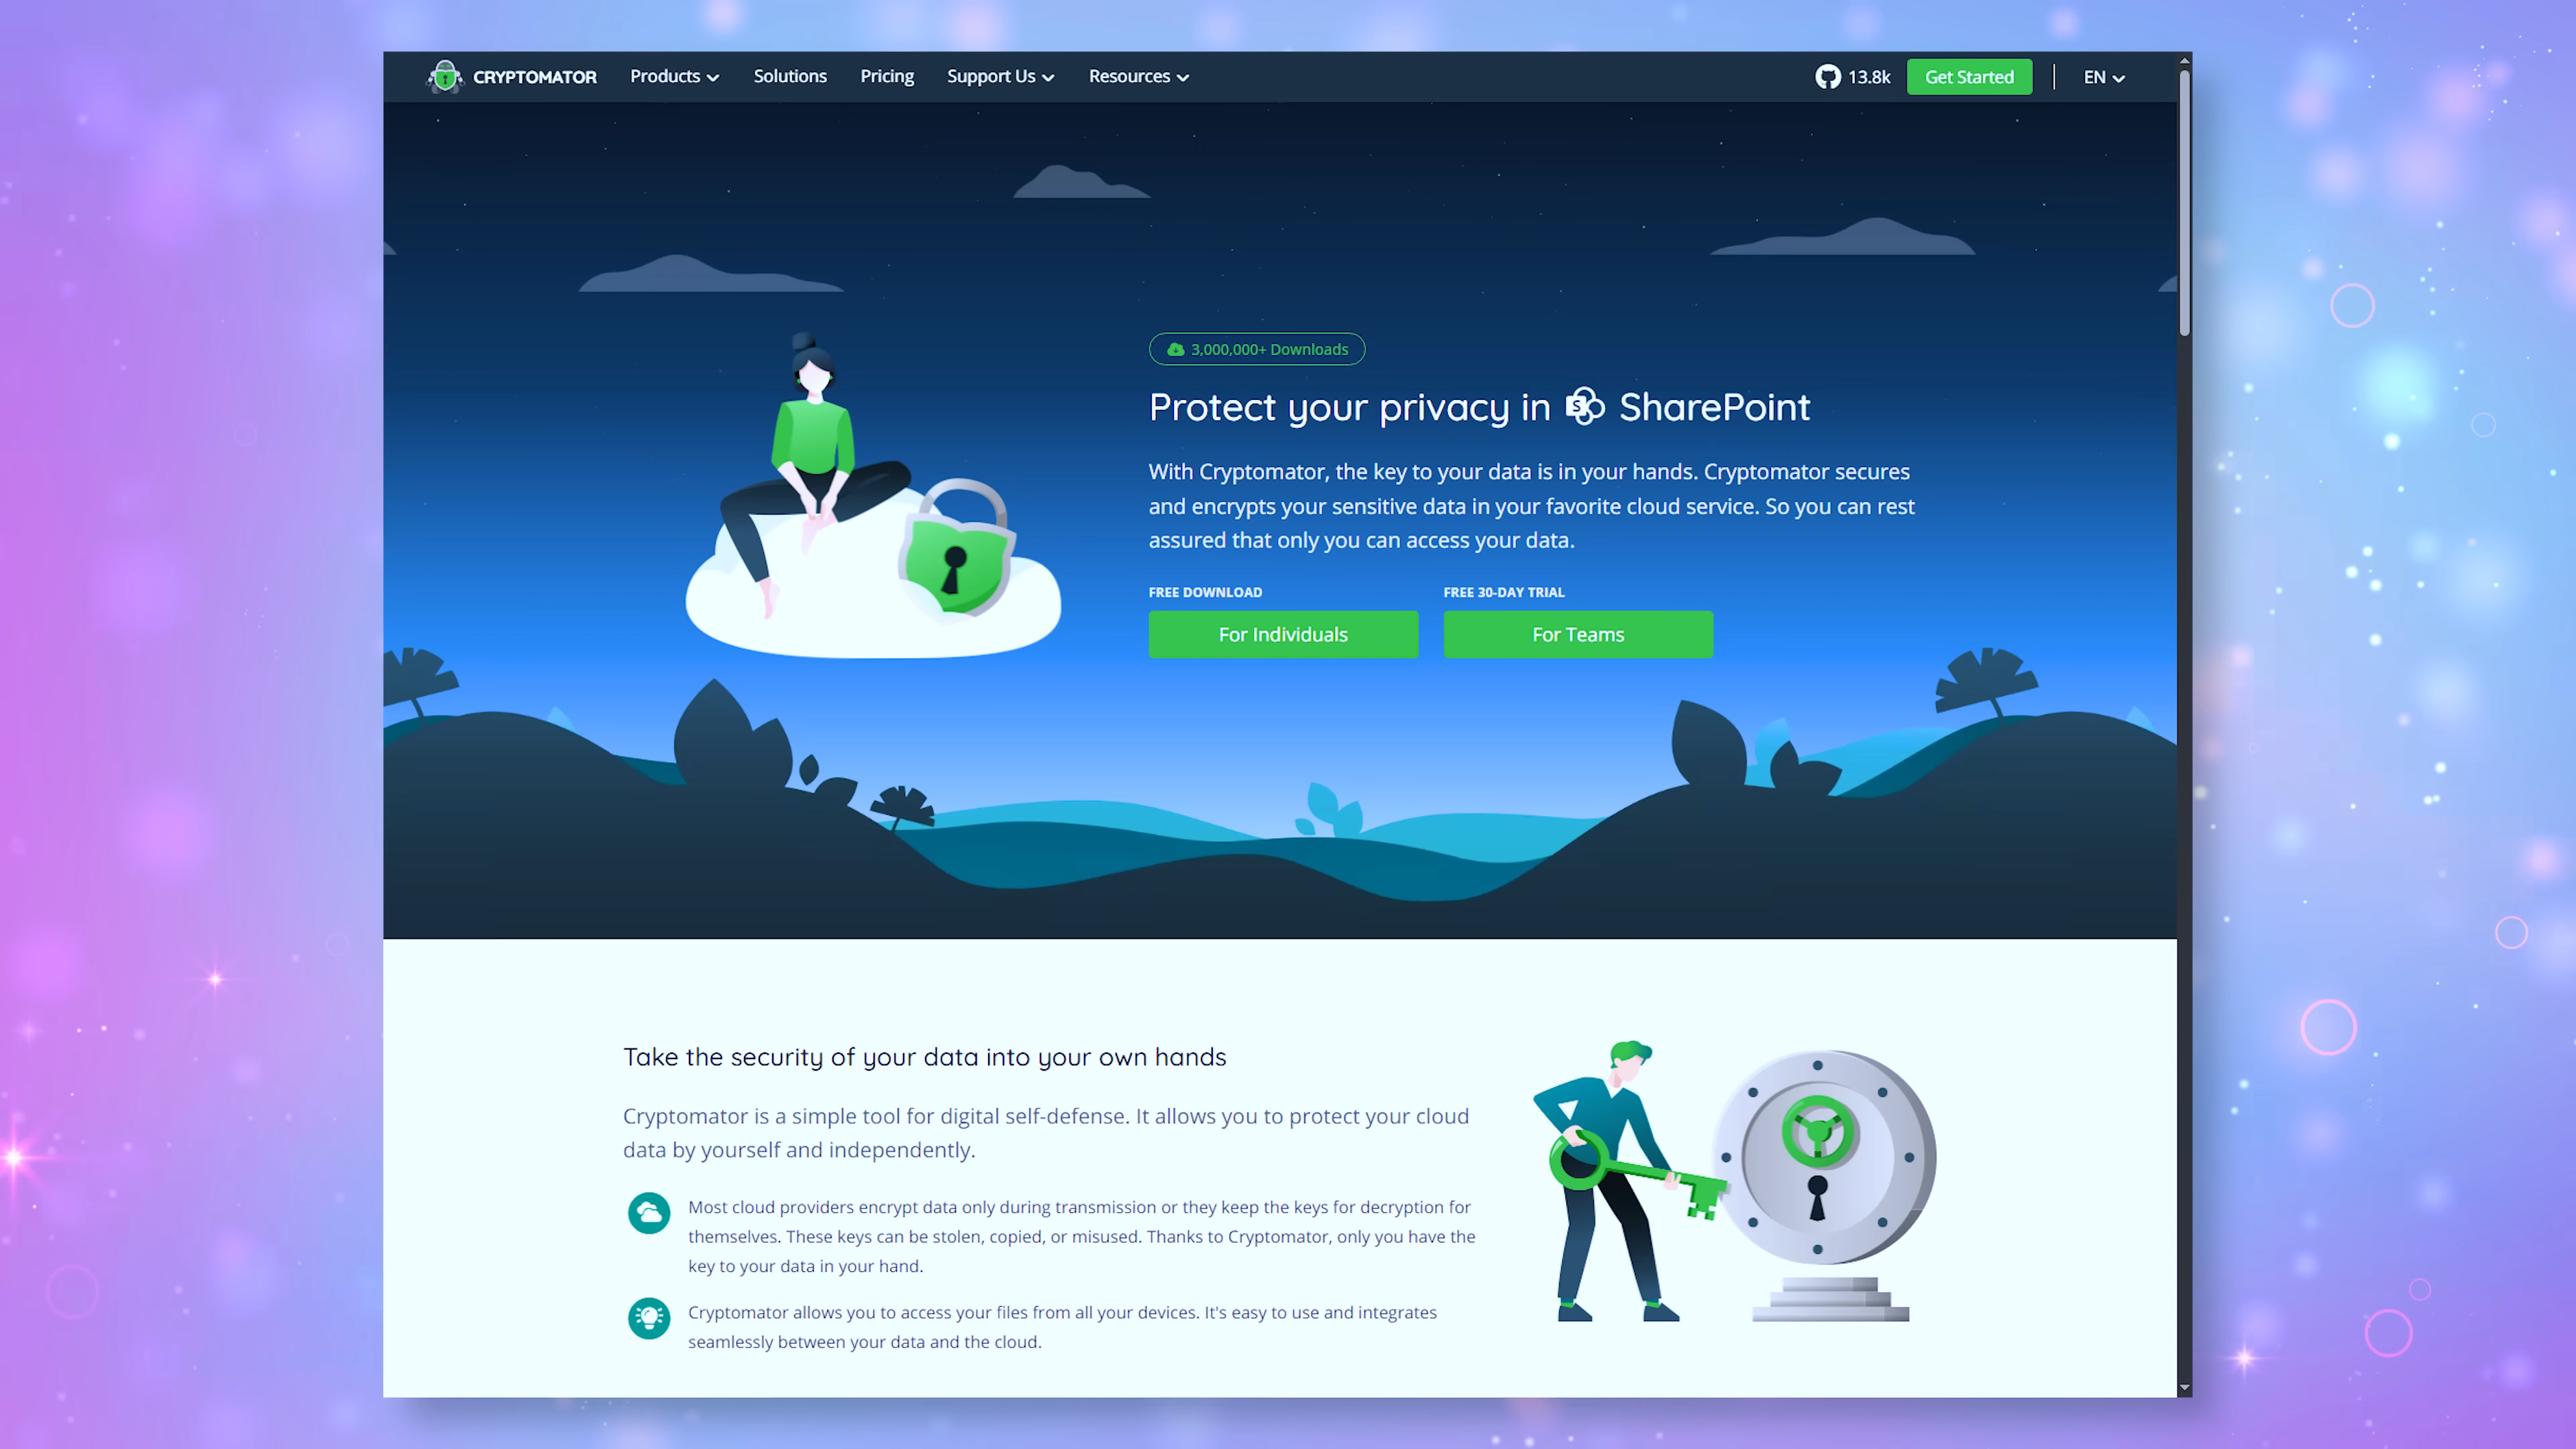 CRYPTOMATOR Products Solutions Pricing Support Us Resources 13.8k Get Started EN
3,000,000+ Downloads
Protect your privacy in S SharePoint
With Cryptomator, the key to your data is in your hands. Cryptomator secures
and encrypts your sensitive data in your favorite cloud service. So you can rest
assured that only you can access your data.
FREE DOWNLOAD FREE 30-DAY TRIAL
For Individuals For Teams
Take the security of your data into your own hands
Cryptomator is a simple tool for digital self-defense. It allows you to protect your cloud
data by yourself and independently.
Most cloud providers encrypt data only during transmission or they keep the keys for decryption for
themselves. These keys can be stolen, copied, or misused. Thanks to Cryptomator, only you have the
key to your data in your hand.
Cryptomator allows you to access your files from all your devices. It's easy to use and integrates
seamlessly between your data and the cloud.